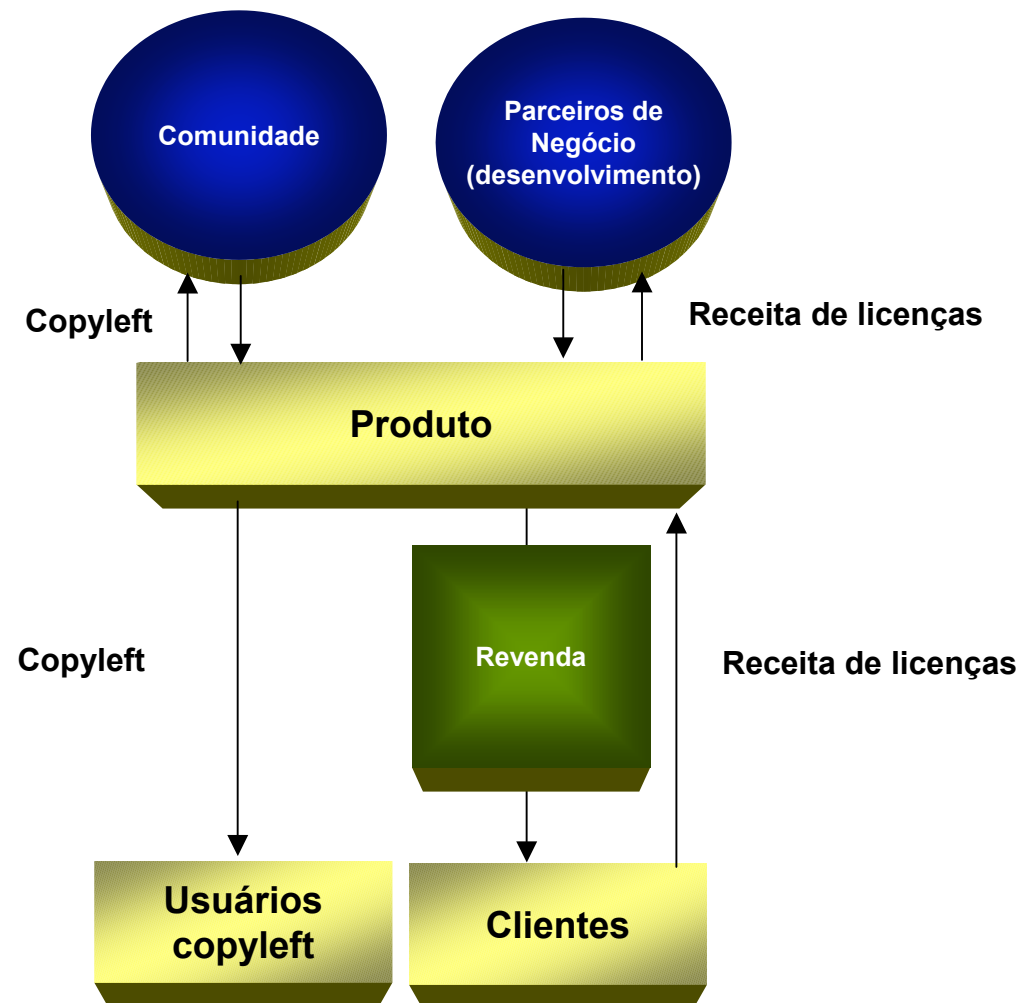 Comunidade
Parceiros de
Negócio
(desenvolvimento)
Copyleft
Receita de licenças
Produto
Copyleft
Revenda
Receita de licenças
Usuários
copyleft
Clientes